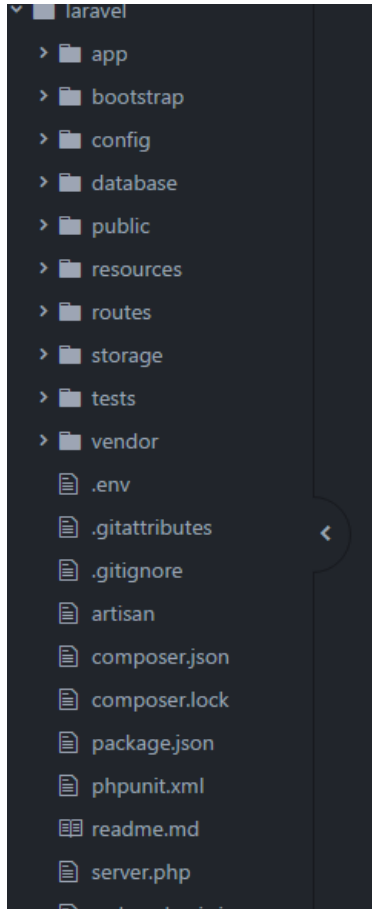 laravel
app
bootstrap
config
database
public
resources
routes
storage
tests
vendor
.env
.gitattributes
.gitignore
artisan
composer.json
composer.lock
package.json
phpunit.xml
readme.md
server.php